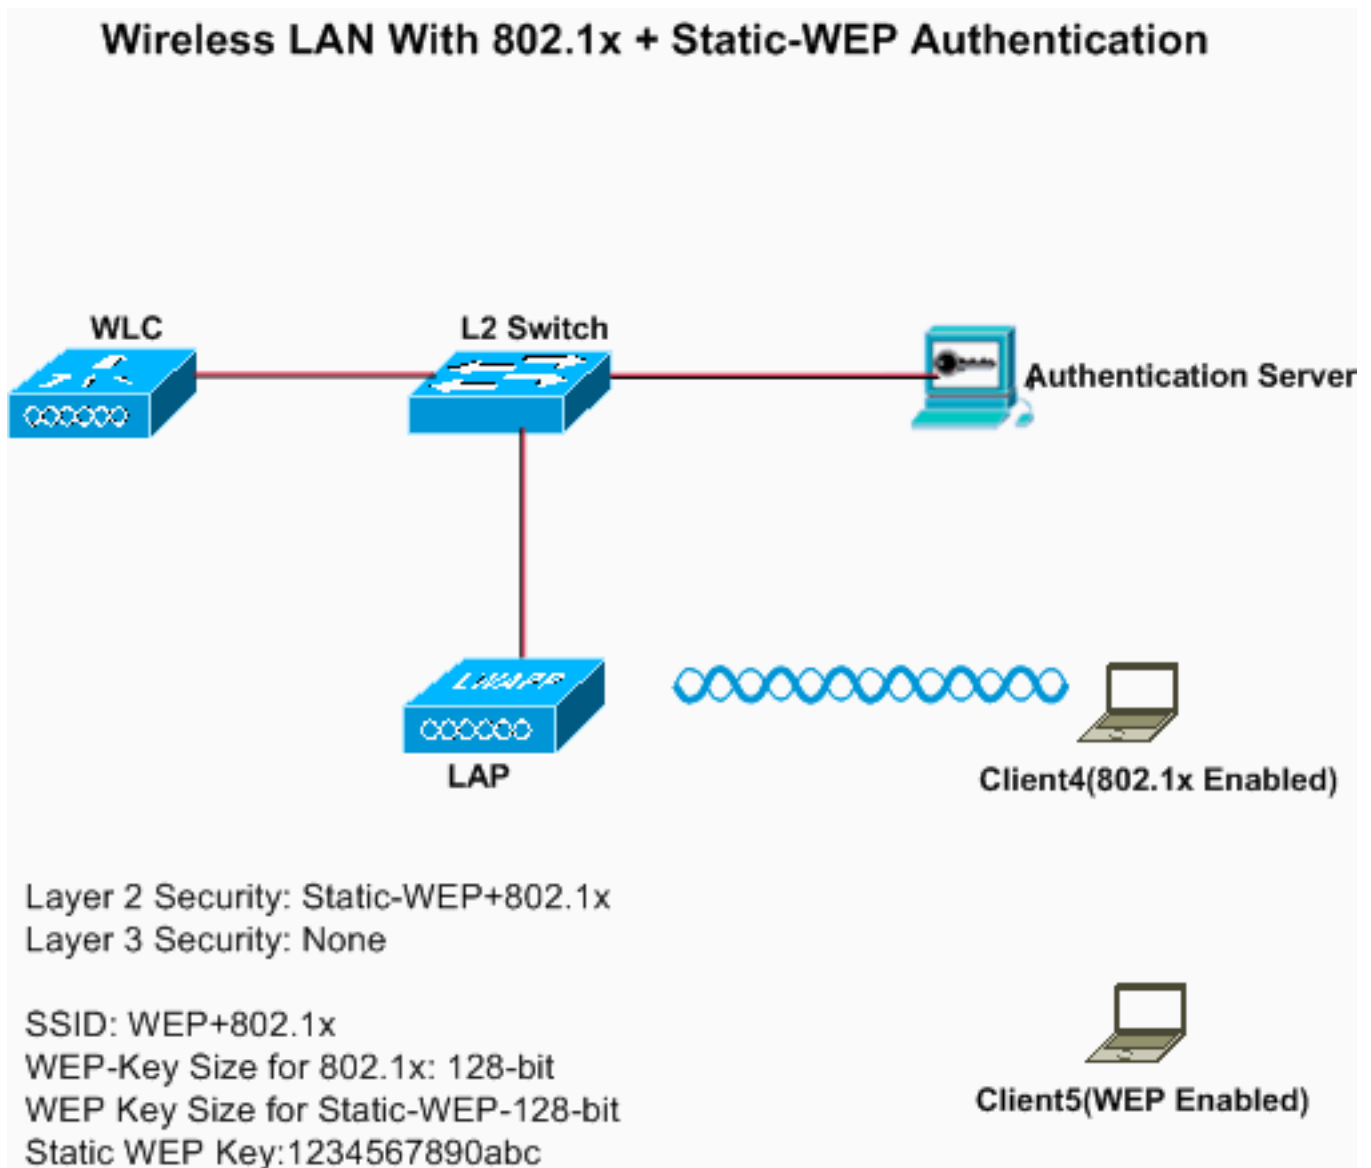 Wireless LAN With 802.1x + Static-WEP Authentication
WLC
L2 Switch
Authentication Server
LWAPP
LAP
Client4(802.1x Enabled)
Layer 2 Security: Static-WEP+802.1x
Layer 3 Security: None
SSID: WEP+802.1x
WEP-Key Size for 802.1x: 128-bit
WEP Key Size for Static-WEP-128-bit
Static WEP Key:1234567890abc
Client5(WEP Enabled)